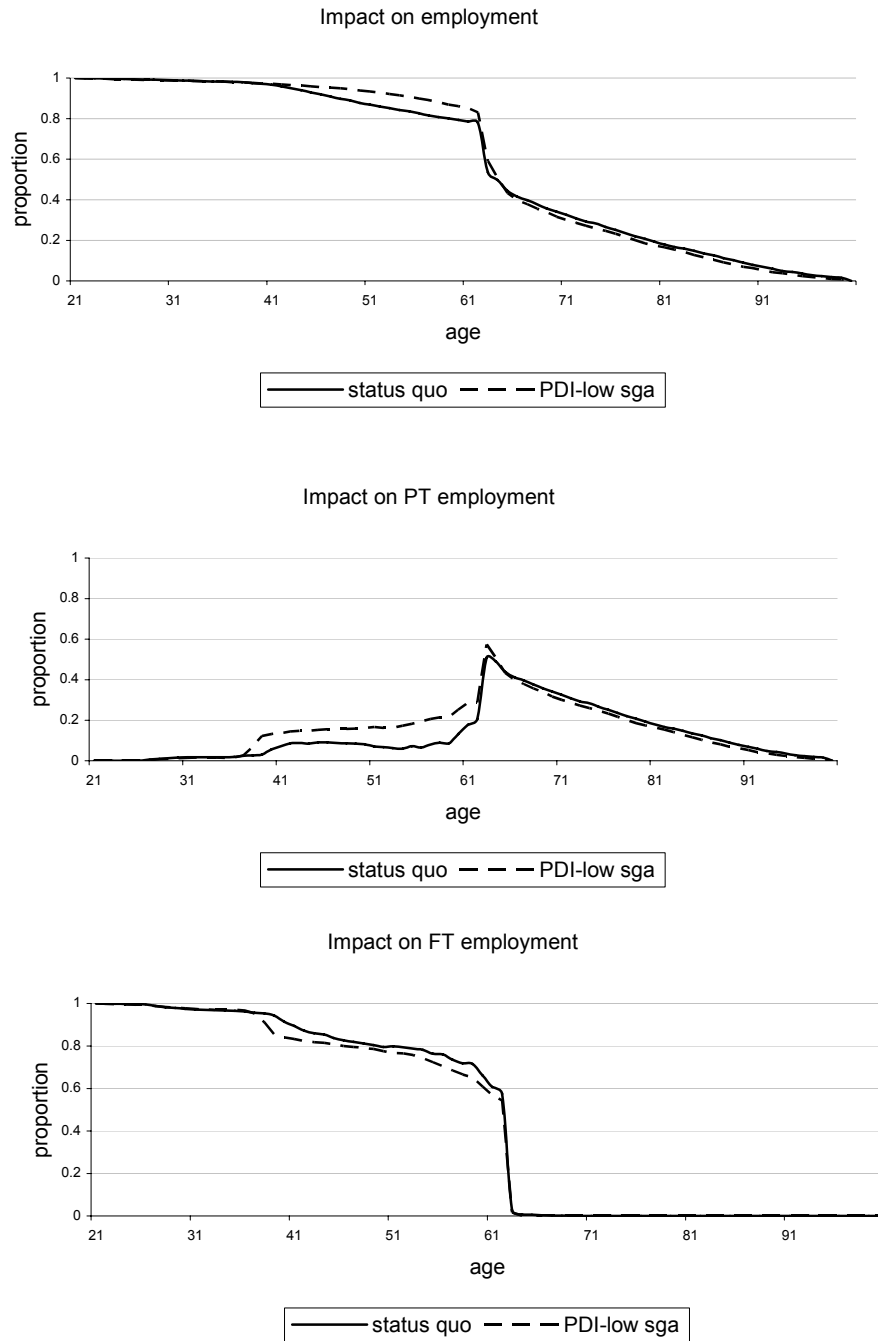 Impact on employment
1
0.8
0.6
0.4
0.2
0
proportion
21 31 41 51 61 71 81 91
age
status quo PDI-low sga
Impact on PT employment
1
0.8
0.6
0.4
0.2
0
proportion
21 31 41 51 61 71 81 91
age
status quo PDI-low sga
Impact on FT employment
1
0.8
0.6
0.4
0.2
0
proportion
21 31 41 51 61 71 81 91
age
status quo PDI-low sga